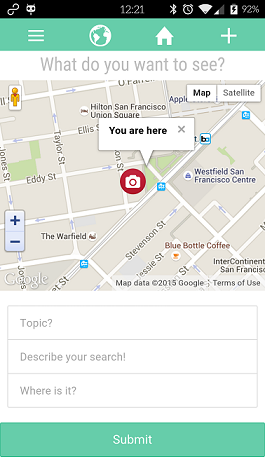 12:21
92%
What do you want to see?
O'Farrell
Map
Satellite
Hilton San Francisco
Union Square
Apple
Ellis
You are here
Taylor St
Jones St
Eddy St
Westfield San
Francisco Centre
The Warfield
Stevenson St
Blue Bottle Coffee
Jessie St
InterContinental
San Francisco
Google
Map data ©2015 Google
Terms of Use
Topic?
Describe your search!
Where is it?
Submit